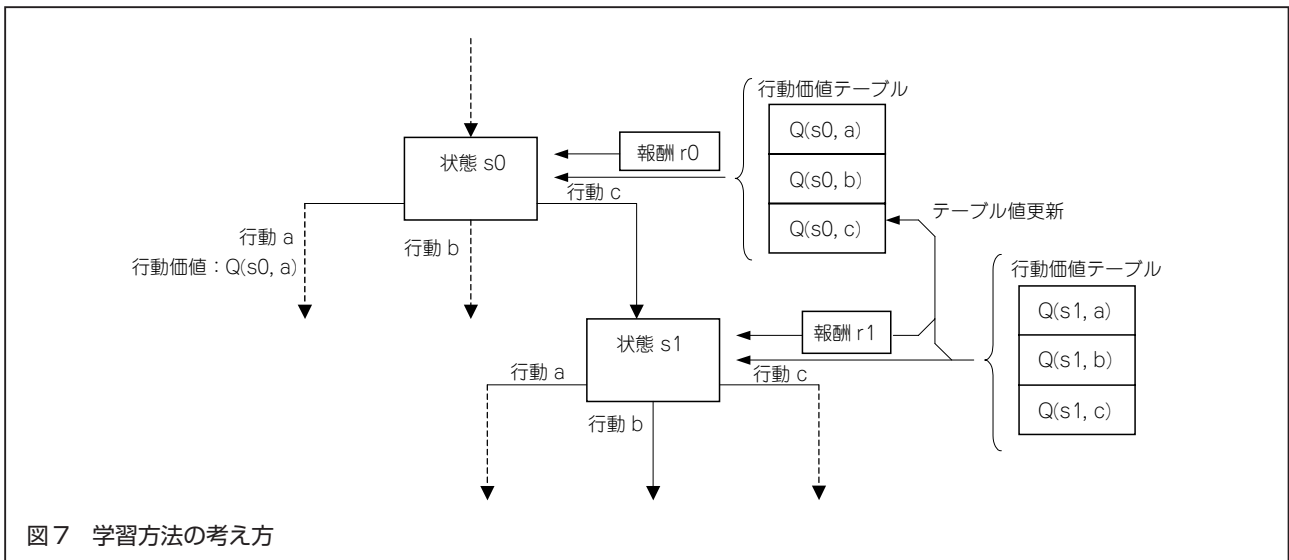 行動価値テーブル
Q(s0, a)
状態 s0
報酬 r0
Q(s0, b)
行動 c
Q(s0, c)
テーブル値更新
行動 a
行動価値：Q(s0, a)
行動 b
行動価値テーブル
Q(s1, a)
状態 s1
報酬 r1
Q(s1, b)
行動 a
行動 c
Q(s1, c)
行動 b
図7　学習方法の考え方